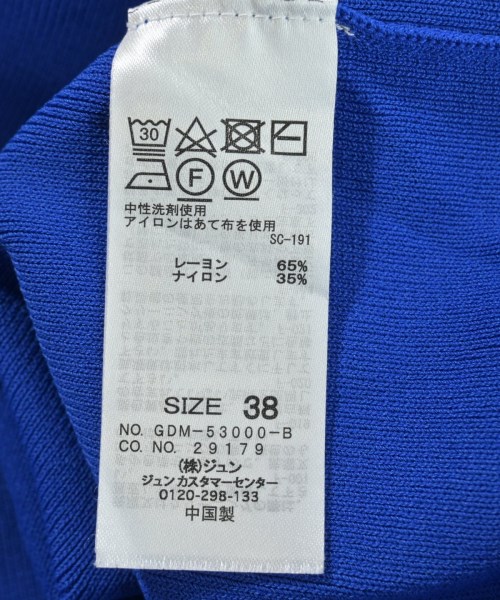 30
F W
中性洗剤使用
アイロンはあて布を使用
SC-191
レーヨン 65%
ナイロン 35%
SIZE 38
NO. GDM-53000-B
CO. NO. 29179
(株)ジュン
ジュン カスタマーセンター
0120-298-133
中国製